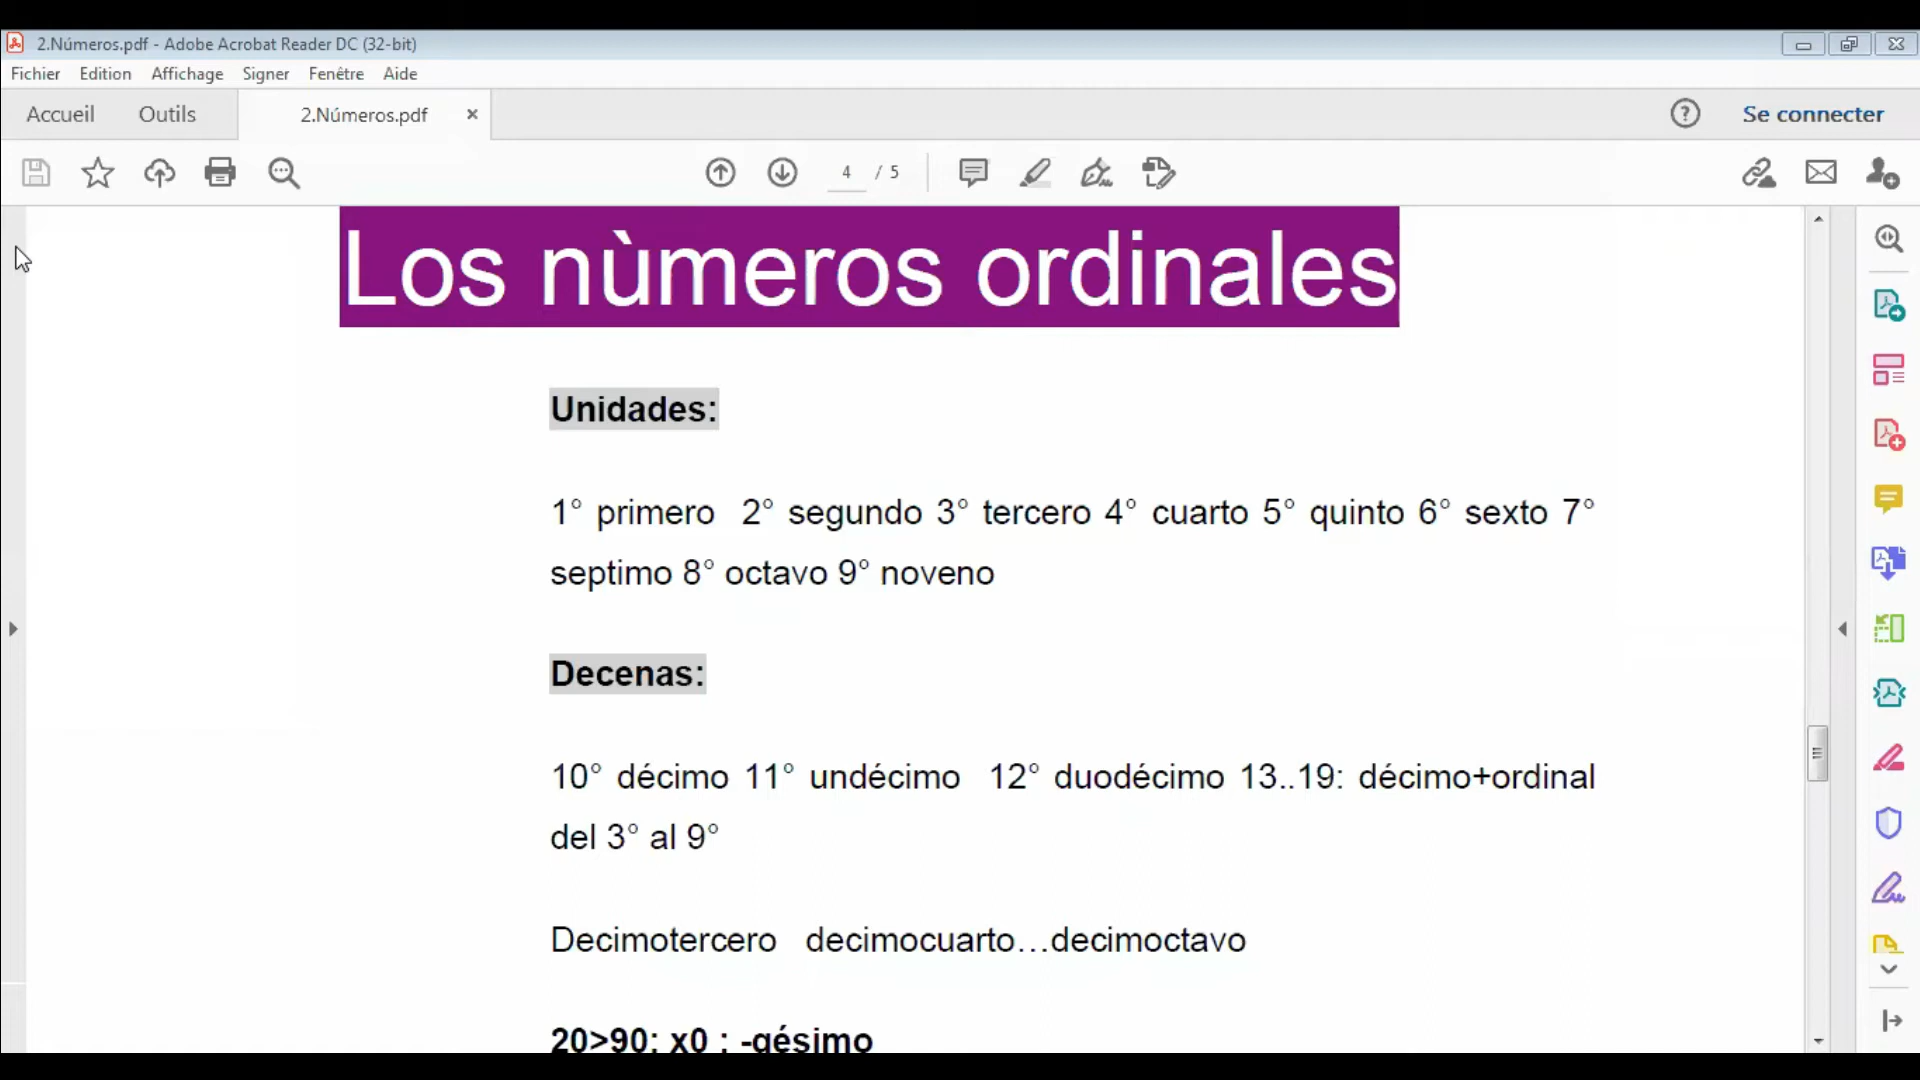 2.Números.pdf - Adobe Acrobat Reader DC (32-bit)
Fichier Edition Affichage Signer Fenêtre Aide
Accueil Outils 2.Números.pdf × ? Se connecter
4 / 5
Los nùmeros ordinales
Unidades:
1° primero 2° segundo 3° tercero 4° cuarto 5° quinto 6° sexto 7°
septimo 8° octavo 9° noveno
Decenas:
10° décimo 11° undécimo 12° duodécimo 13..19: décimo+ordinal
del 3° al 9°
Decimotercero decimocuarto…decimoctavo
20>90: x0 : -gésimo